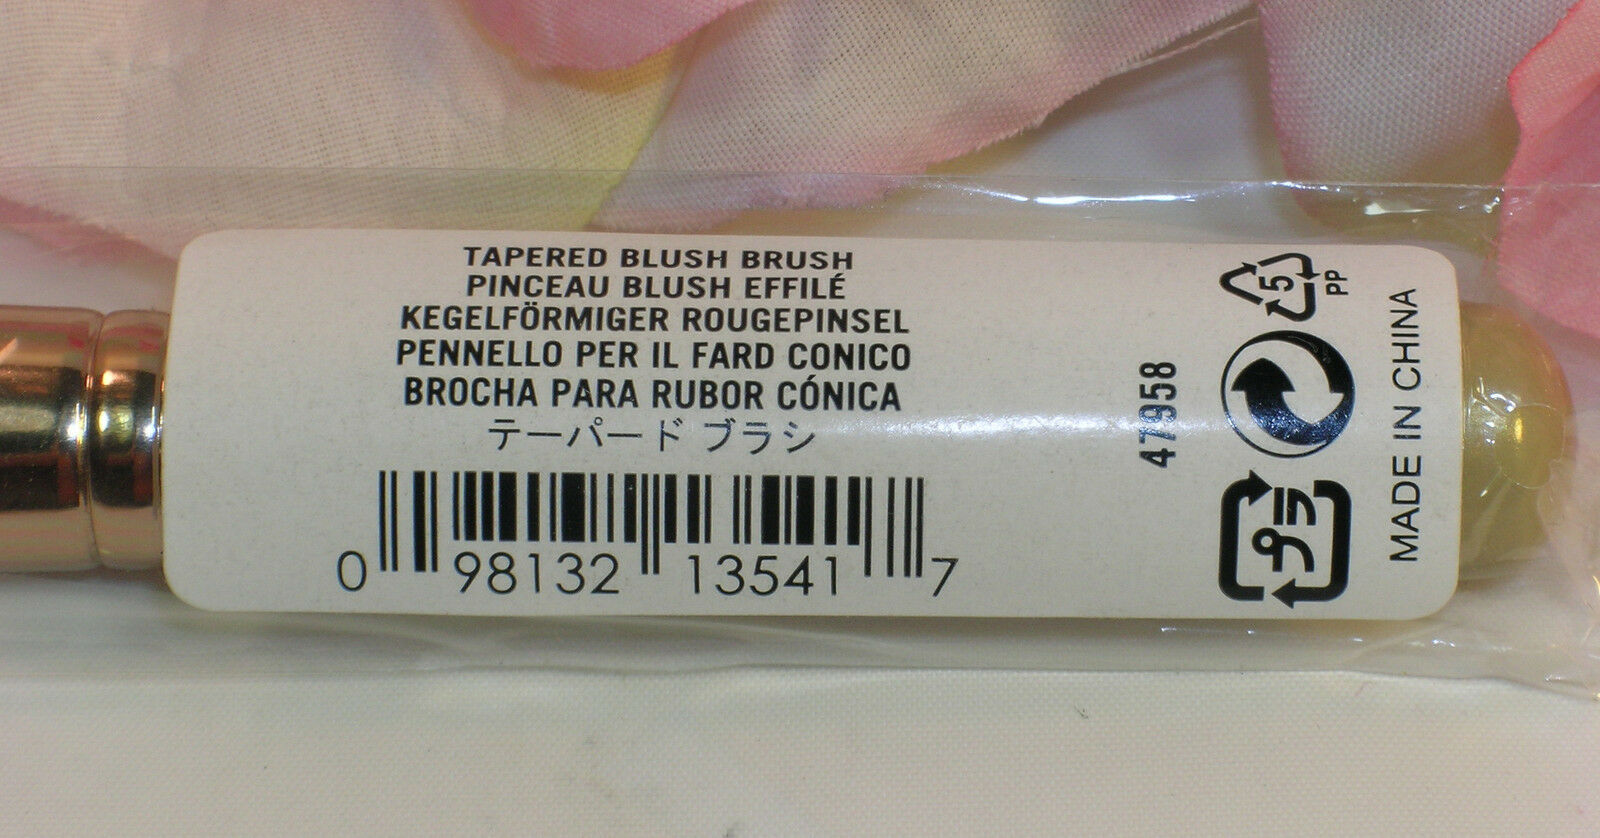 TAPERED BLUSH BRUSH
PINCEAU BLUSH EFFILÉ
KEGELFÖRMIGER ROUGEPINSEL
PENNELLO PER IL FARD CONICO
BROCHA PARA RUBOR CÓNICA
テーパード ブラシ
0 98132 13541 7
47958
5
PP
プラ
MADE IN CHINA